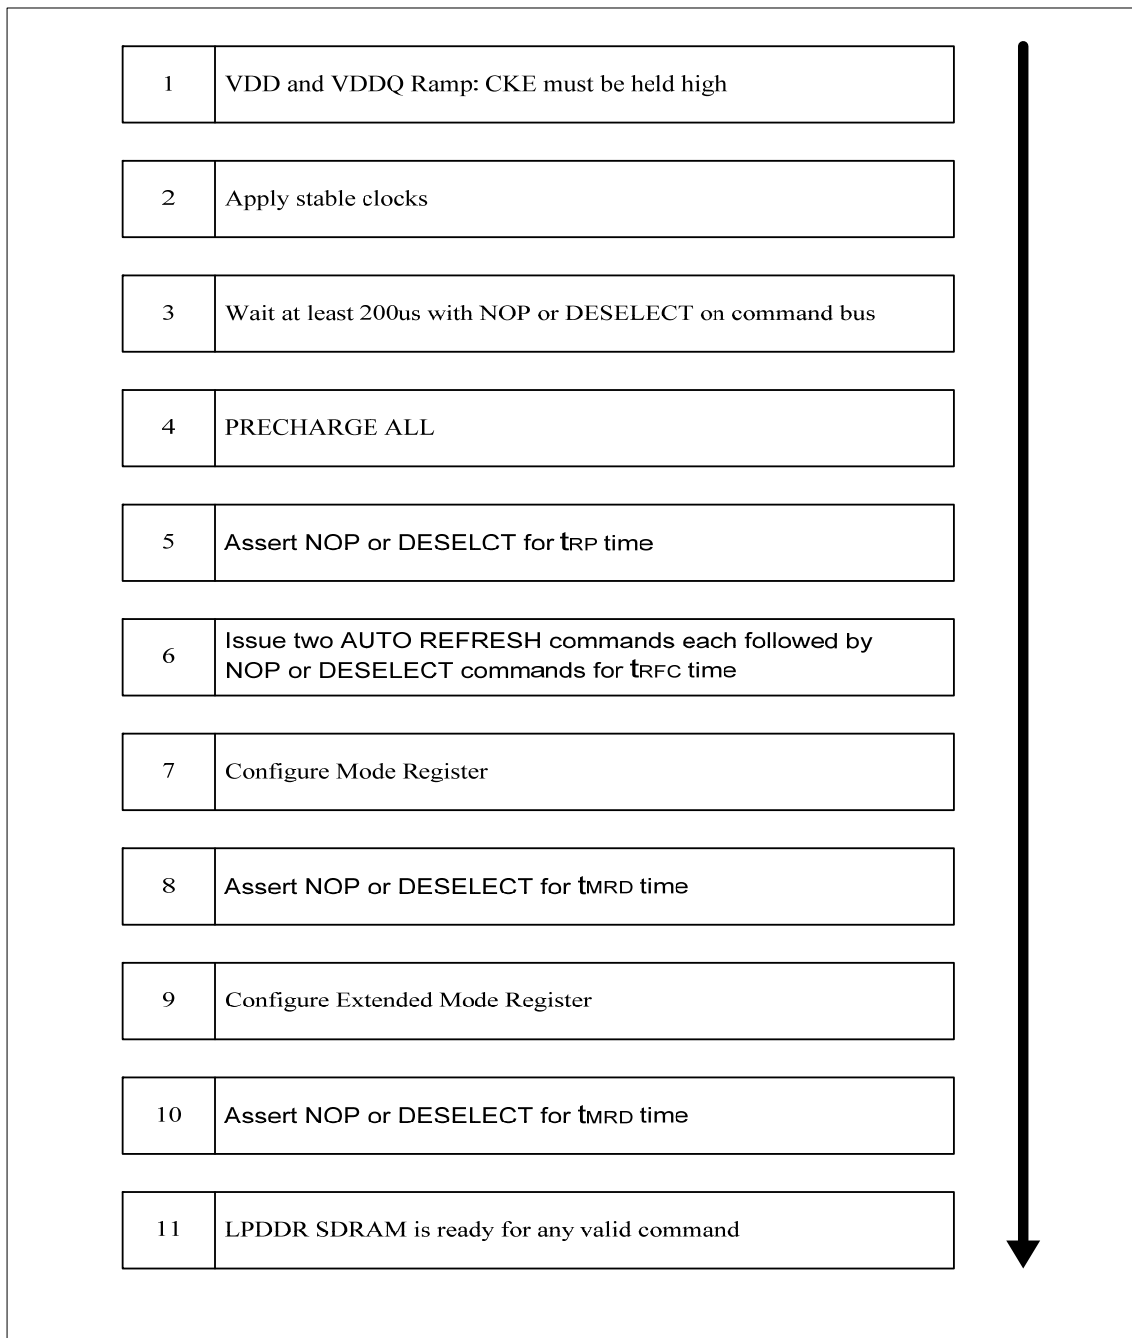 1 VDD and VDDQ Ramp: CKE must be held high
2 Apply stable clocks
3 Wait at least 200us with NOP or DESELECT on command bus
4 PRECHARGE ALL
5 Assert NOP or DESELCT for tRP time
6 Issue two AUTO REFRESH commands each followed by
NOP or DESELECT commands for tRFC time
7 Configure Mode Register
8 Assert NOP or DESELECT for tMRD time
9 Configure Extended Mode Register
10 Assert NOP or DESELECT for tMRD time
11 LPDDR SDRAM is ready for any valid command